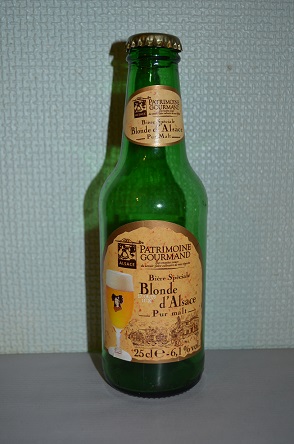 PATRIMOINE
GOURMAND
Bière Spéciale
Blonde
d'Alsace
Pur Malt
PATRIMOINE
GOURMAND
ALSACE
Bière Spéciale
Blonde
d'Alsace
Pur malt
25 cl e - 6,1 % vol